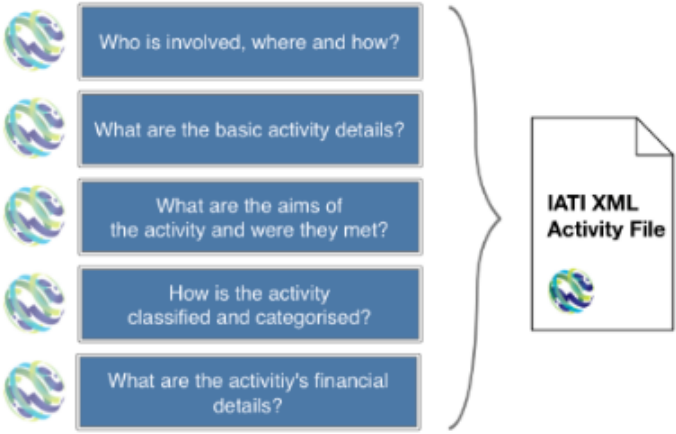 Who is involved, where and how?
What are the basic activity details?
What are the aims of
the activity and were they met?
How is the activity
classified and categorised?
What are the activitiy's financial
details?
IATI XML
Activity File